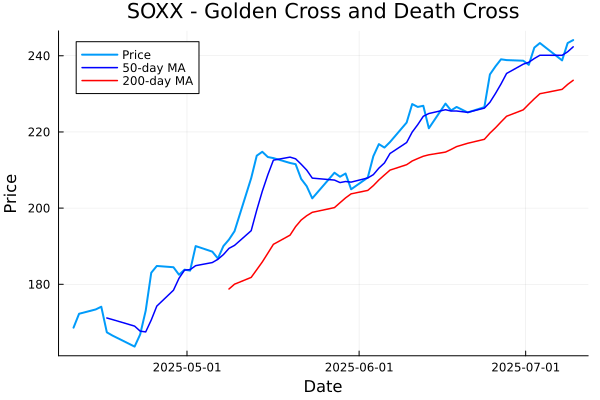 SOXX - Golden Cross and Death Cross
Price
50-day MA
200-day MA
240
220
200
180
Price
2025-05-01
2025-06-01
2025-07-01
Date